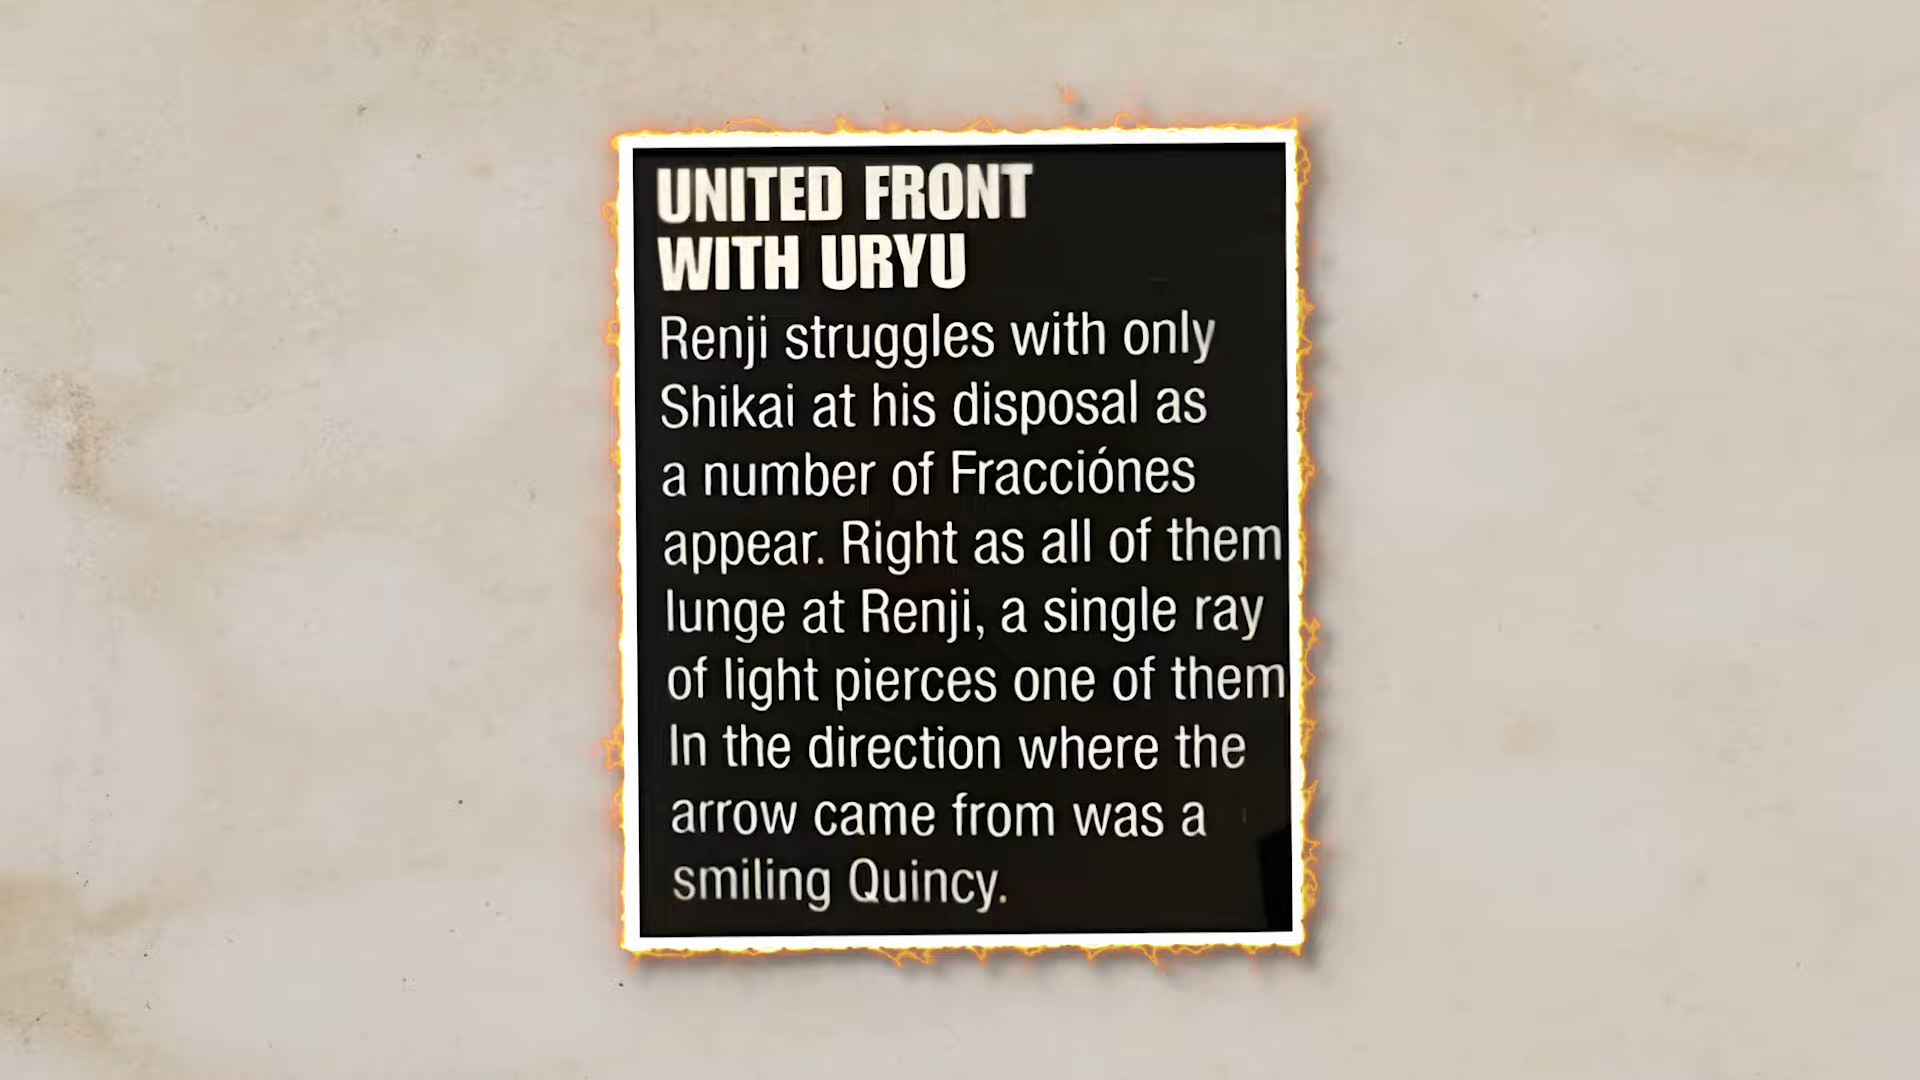 UNITED FRONT
WITH URYU
Renji struggles with only
Shikai at his disposal as
a number of Fracciónes
appear. Right as all of them
lunge at Renji, a single ray
of light pierces one of them
In the direction where the
arrow came from was a
smiling Quincy.